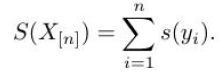 S(X_{[n]}) = \sum_{i=1}^{n} s(y_i).